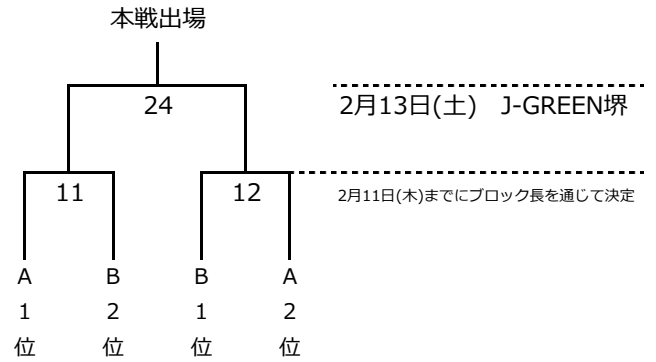 本戦出場
24
2月13日(土) J-GREEN堺
11
12
2月11日(木)までにブロック長を通じて決定
A B B A
1 2 1 2
位 位 位 位